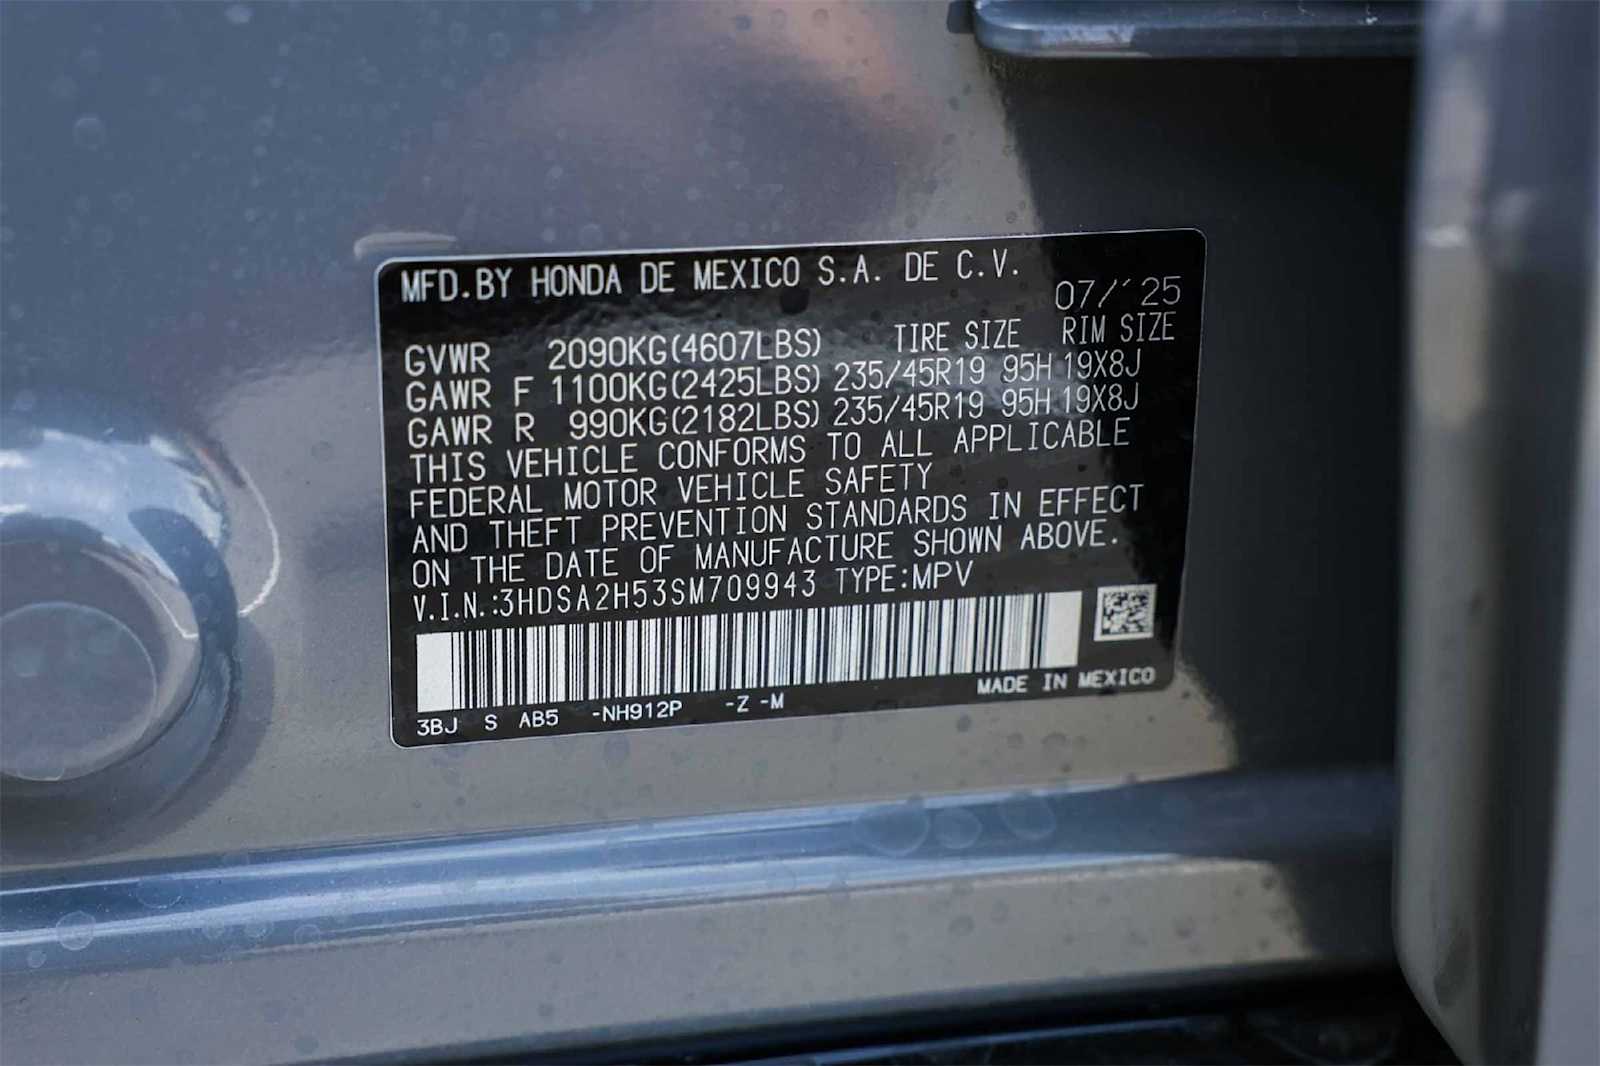 MFD.BY HONDA DE MEXICO S.A. DE C.V.
07/'25
GVWR 2090KG(4607LBS) TIRE SIZE RIM SIZE
GAWR F 1100KG(2425LBS) 235/45R19 95H 19X8J
GAWR R 990KG(2182LBS) 235/45R19 95H 19X8J
THIS VEHICLE CONFORMS TO ALL APPLICABLE
FEDERAL MOTOR VEHICLE SAFETY
AND THEFT PREVENTION STANDARDS IN EFFECT
ON THE DATE OF MANUFACTURE SHOWN ABOVE.
V.I.N.:3HDSA2H53SM709943 TYPE:MPV
MADE IN MEXICO
3BJ S AB5 -NH912P -Z -M